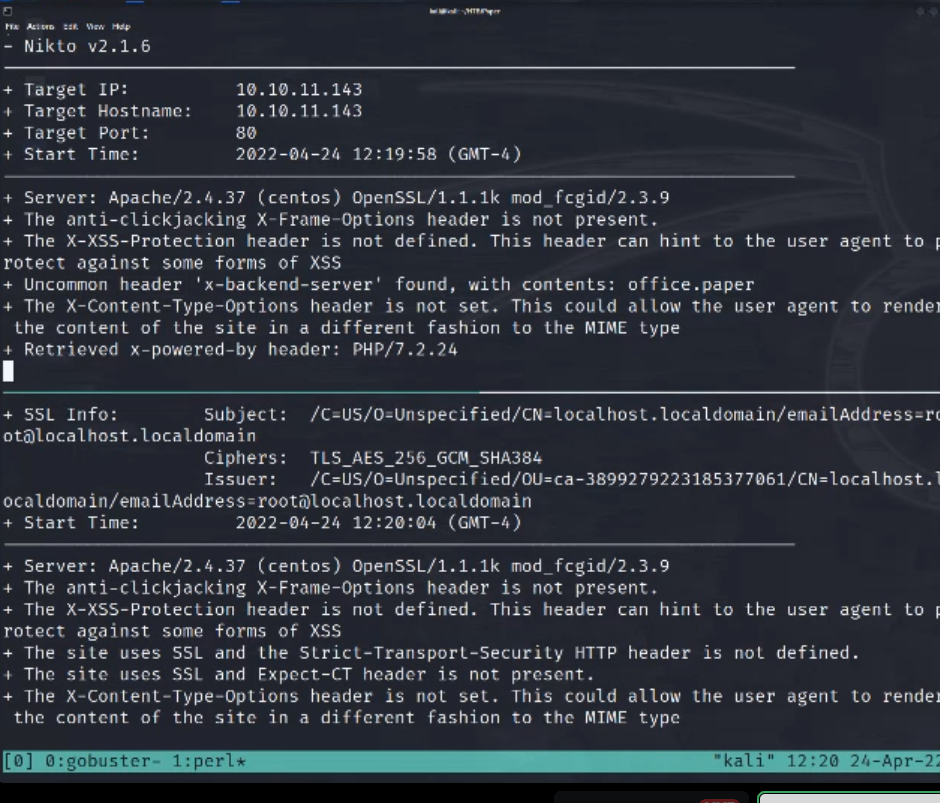 kali@kali: ~/HTB/Paper
File Actions Edit View Help
- Nikto v2.1.6
+ Target IP: 10.10.11.143
+ Target Hostname: 10.10.11.143
+ Target Port: 80
+ Start Time: 2022-04-24 12:19:58 (GMT-4)
+ Server: Apache/2.4.37 (centos) OpenSSL/1.1.1k mod_fcgid/2.3.9
+ The anti-clickjacking X-Frame-Options header is not present.
+ The X-XSS-Protection header is not defined. This header can hint to the user agent to p
rotect against some forms of XSS
+ Uncommon header 'x-backend-server' found, with contents: office.paper
+ The X-Content-Type-Options header is not set. This could allow the user agent to render
the content of the site in a different fashion to the MIME type
+ Retrieved x-powered-by header: PHP/7.2.24
+ SSL Info: Subject: /C=US/O=Unspecified/CN=localhost.localdomain/emailAddress=ro
ot@localhost.localdomain
Ciphers: TLS_AES_256_GCM_SHA384
Issuer: /C=US/O=Unspecified/OU=ca-3899279223185377061/CN=localhost.l
ocaldomain/emailAddress=root@localhost.localdomain
+ Start Time: 2022-04-24 12:20:04 (GMT-4)
+ Server: Apache/2.4.37 (centos) OpenSSL/1.1.1k mod_fcgid/2.3.9
+ The anti-clickjacking X-Frame-Options header is not present.
+ The X-XSS-Protection header is not defined. This header can hint to the user agent to p
rotect against some forms of XSS
+ The site uses SSL and the Strict-Transport-Security HTTP header is not defined.
+ The site uses SSL and Expect-CT header is not present.
+ The X-Content-Type-Options header is not set. This could allow the user agent to render
the content of the site in a different fashion to the MIME type
[0] 0:gobuster- 1:perl* "kali" 12:20 24-Apr-22